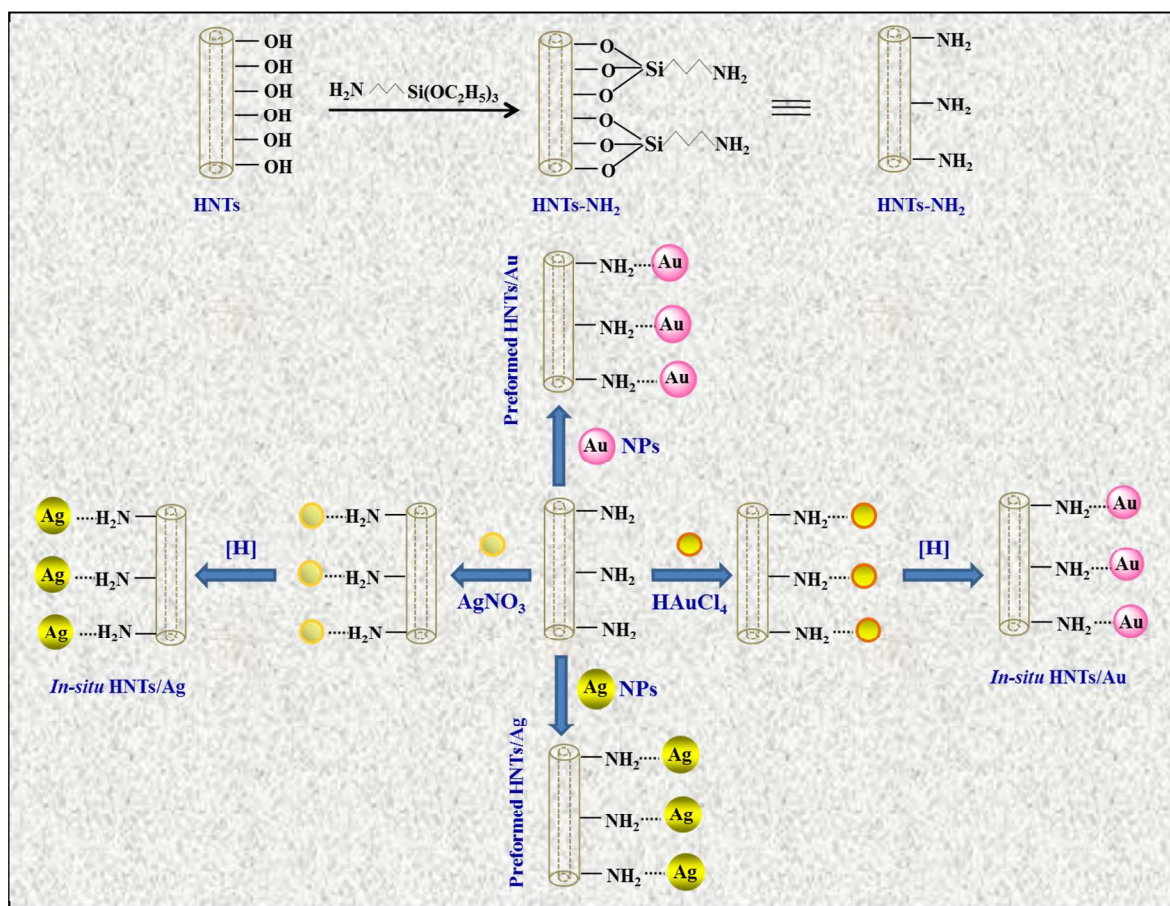 OH
OH
OH
OH
OH
OH
HNTs
H₂N Si(OC₂H₅)₃
O
O
O
Si
NH₂
O
O
O
Si
NH₂
HNTs-NH₂
NH₂
NH₂
NH₂
HNTs-NH₂
Preformed HNTs/Au
NH₂ Au
NH₂ Au
NH₂ Au
Au NPs
Ag H₂N
Ag H₂N
Ag H₂N
In-situ HNTs/Ag
[H]
H₂N
H₂N
H₂N
AgNO₃
NH₂
NH₂
NH₂
HAuCl₄
NH₂
NH₂
NH₂
[H]
NH₂ Au
NH₂ Au
NH₂ Au
In-situ HNTs/Au
Ag NPs
Preformed HNTs/Ag
NH₂ Ag
NH₂ Ag
NH₂ Ag